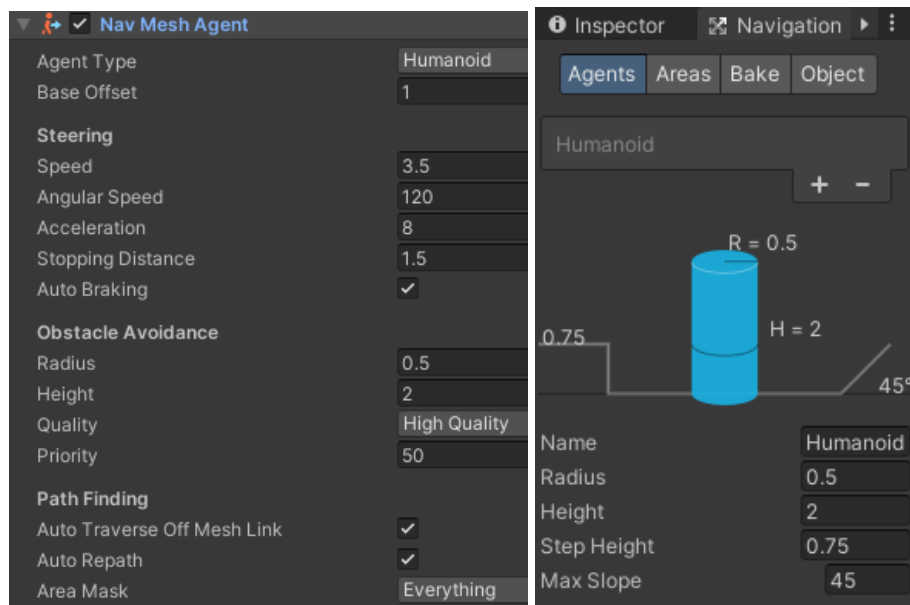 Nav Mesh Agent
Agent Type Humanoid
Base Offset 1
Steering
Speed 3.5
Angular Speed 120
Acceleration 8
Stopping Distance 1.5
Auto Braking
Obstacle Avoidance
Radius 0.5
Height 2
Quality High Quality
Priority 50
Path Finding
Auto Traverse Off Mesh Link
Auto Repath
Area Mask Everything
Inspector Navigation
Agents Areas Bake Object
Humanoid
+ -
R = 0.5
0.75
H = 2
45°
Name Humanoid
Radius 0.5
Height 2
Step Height 0.75
Max Slope 45